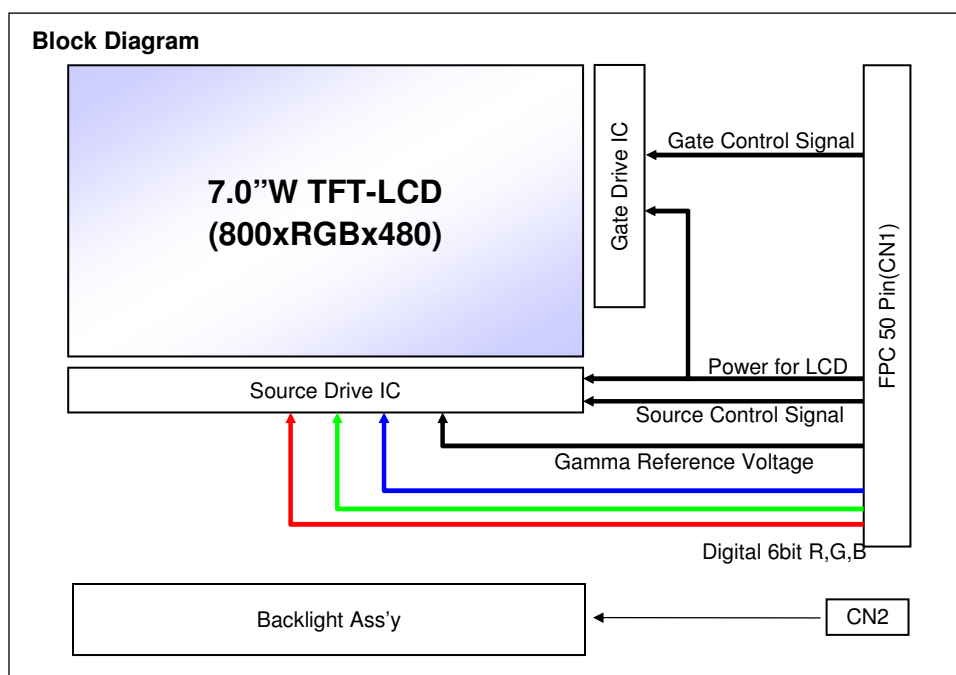 Block Diagram
7.0”W TFT-LCD
(800xRGBx480)
Gate Drive IC
Gate Control Signal
FPC 50 Pin(CN1)
Power for LCD
Source Drive IC
Source Control Signal
Gamma Reference Voltage
Digital 6bit R,G,B
Backlight Ass’y
CN2